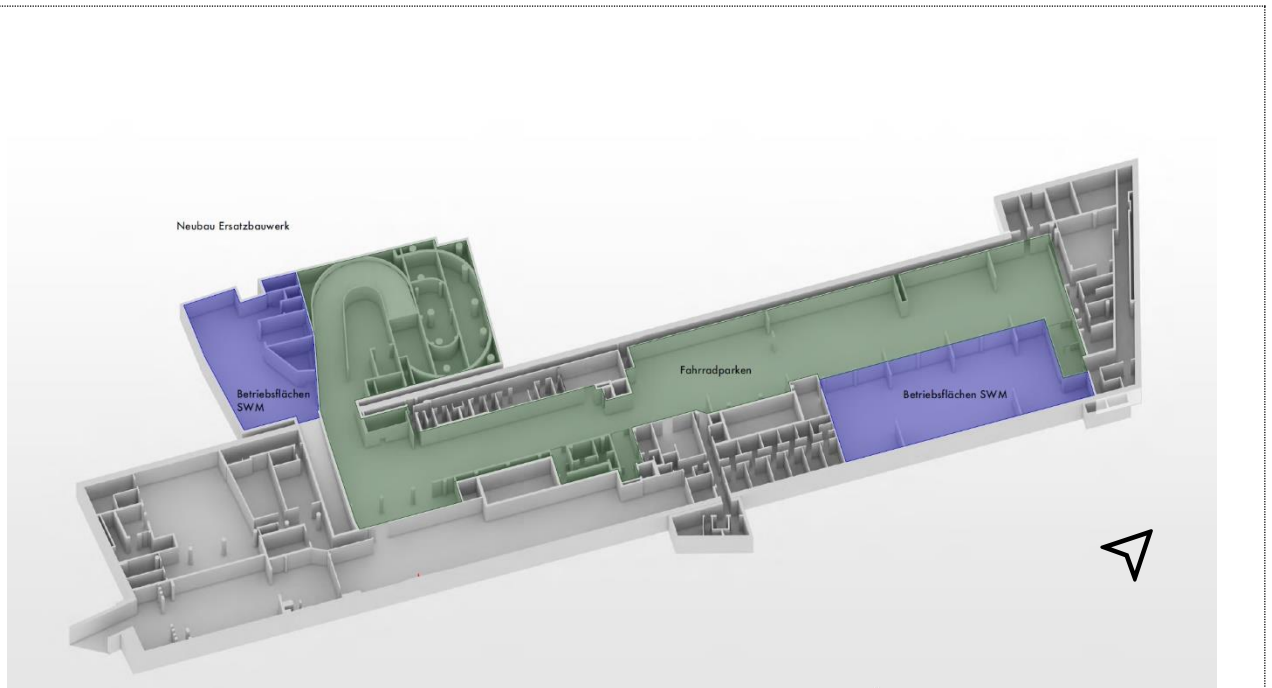 Neubau Ersatzbauwerk
Betriebsflächen
SWM
Fahrradparken
Betriebsflächen SWM